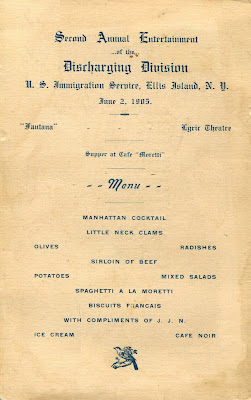 Second Annual Entertainment
...of the...
Discharging Division
U. S. Immigration Service, Ellis Island, N. Y.
June 2, 1905.
"Fantana" - - - Lyric Theatre
Supper at Cafe "Moretti"
-- Menu --
MANHATTAN COCKTAIL
LITTLE NECK CLAMS
OLIVES RADISHES
SIRLOIN OF BEEF
POTATOES MIXED SALADS
SPAGHETTI A LA MORETTI
BISCUITS FRANCAIS
WITH COMPLIMENTS OF J. J. N.
ICE CREAM CAFE NOIR